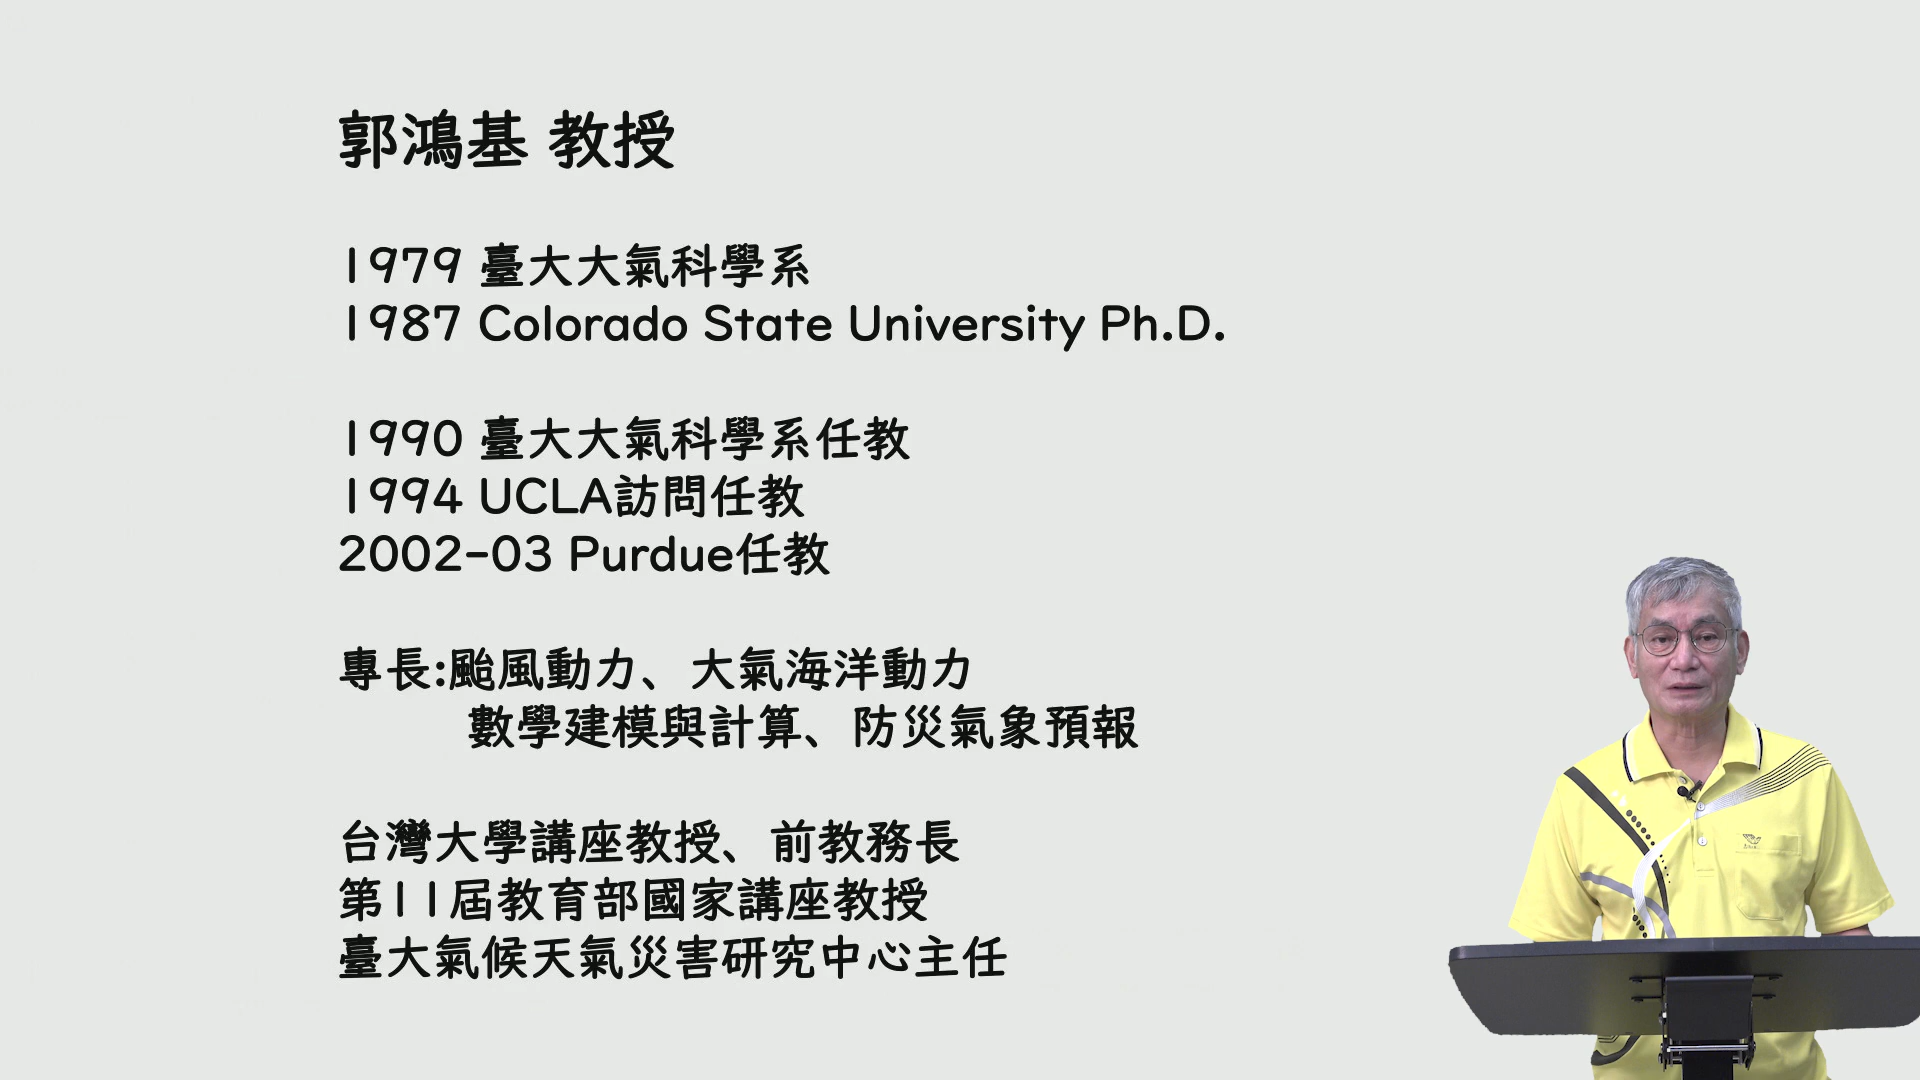 郭鴻基 教授
1979 臺大大氣科學系
1987 Colorado State University Ph.D.
1990 臺大大氣科學系任教
1994 UCLA訪問任教
2002-03 Purdue任教
專長:颱風動力、大氣海洋動力
數學建模與計算、防災氣象預報
台灣大學講座教授、前教務長
第11屆教育部國家講座教授
臺大氣候天氣災害研究中心主任